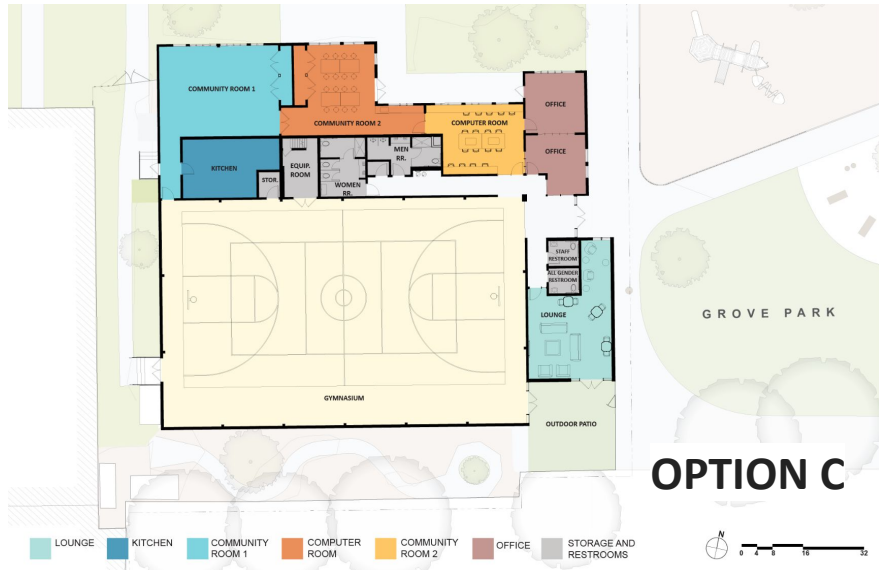 COMMUNITY ROOM 1
OFFICE
COMMUNITY ROOM 2
COMPUTER ROOM
OFFICE
MEN
RR.
KITCHEN
EQUIP.
ROOM
STOR.
WOMEN
RR.
STAFF
RESTROOM
ALL GENDER
RESTROOM
LOUNGE
GROVE PARK
GYMNASIUM
OUTDOOR PATIO
OPTION C
LOUNGE
KITCHEN
COMMUNITY
ROOM 1
COMPUTER
ROOM
COMMUNITY
ROOM 2
OFFICE
STORAGE AND
RESTROOMS
N
0 4 8 16 32